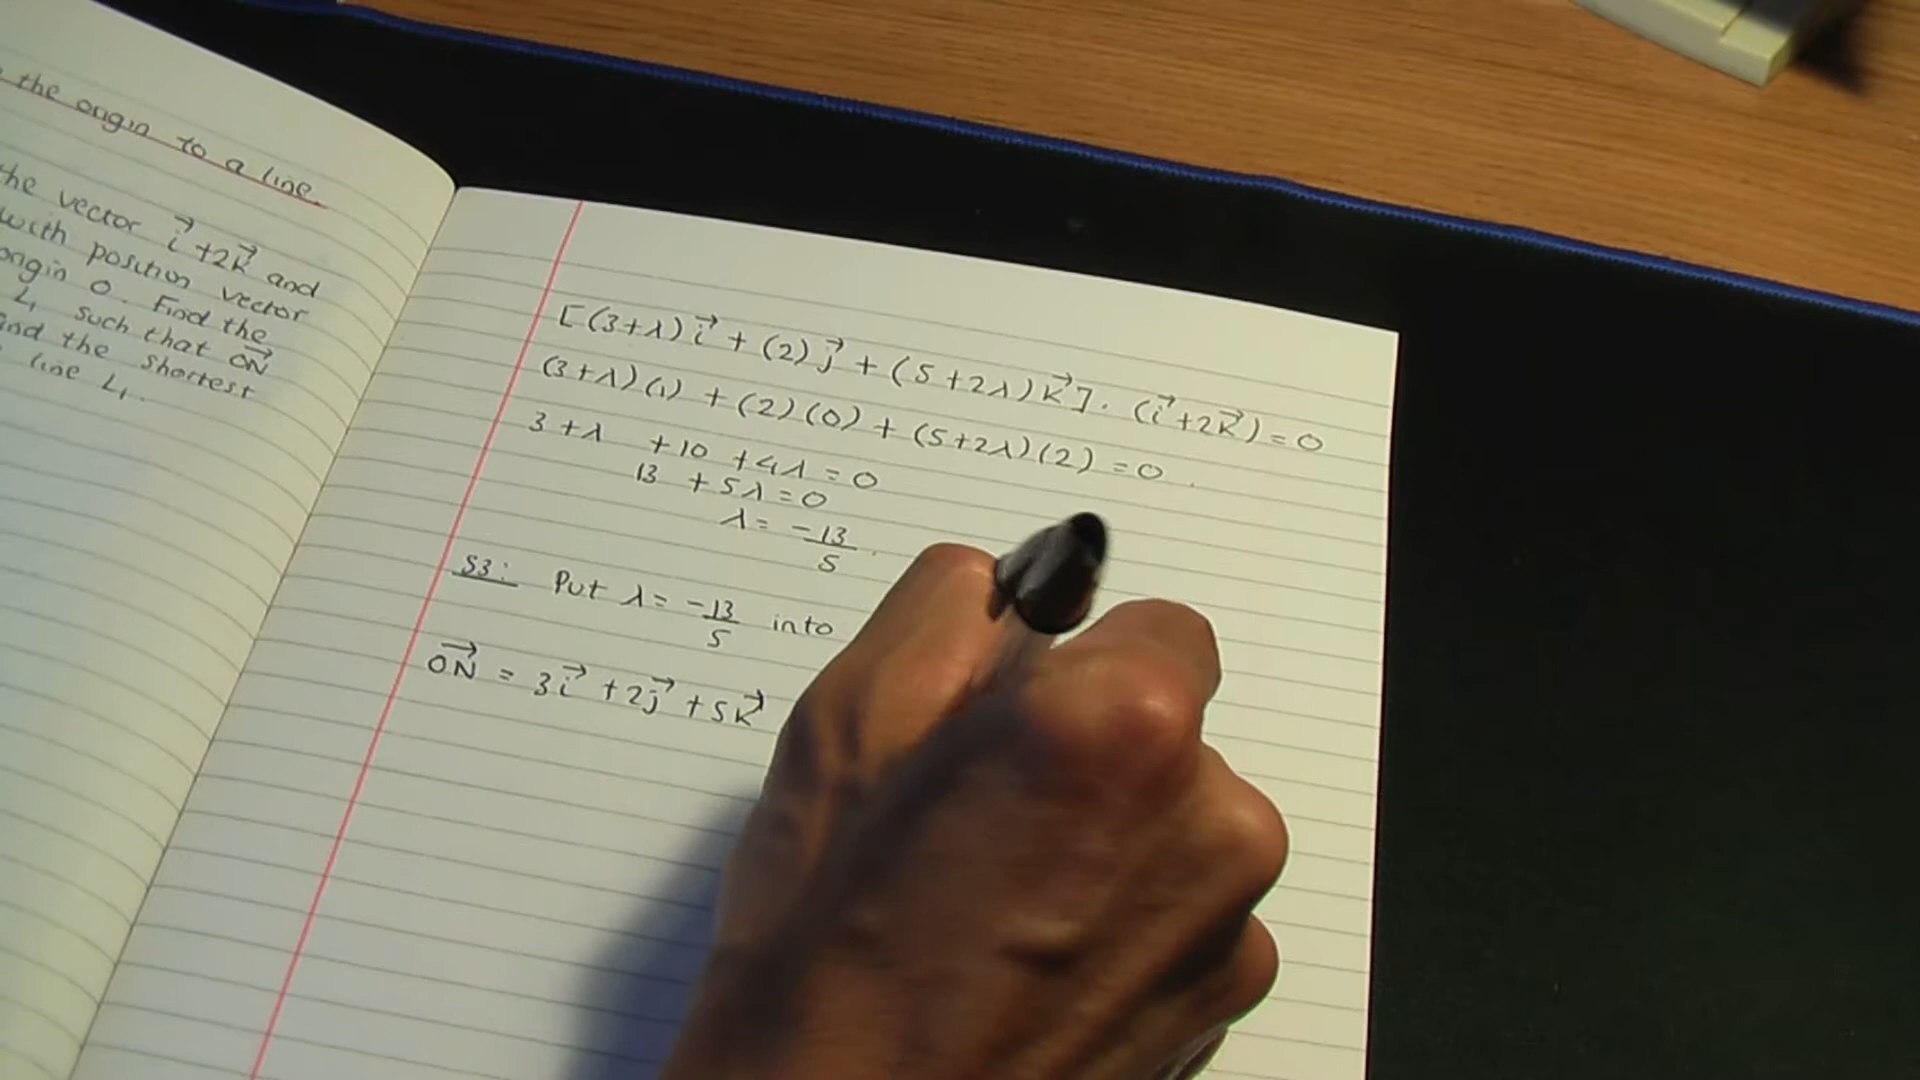 the origin to a line.
the vector i⃗ + 2k⃗ and
with position vector
origin O. Find the
L₁ such that ON⃗
find the shortest
line L₁.
[(3+λ)i⃗ + (2)j⃗ + (5+2λ)k⃗]. (i⃗+2k⃗) = 0
(3+λ)(1) + (2)(0) + (5+2λ)(2) = 0.
3+λ +10 +4λ = 0
13 + 5λ = 0
λ = -13/5.
S3: Put λ = -13/5 into
ON⃗ = 3i⃗ + 2j⃗ + 5k⃗